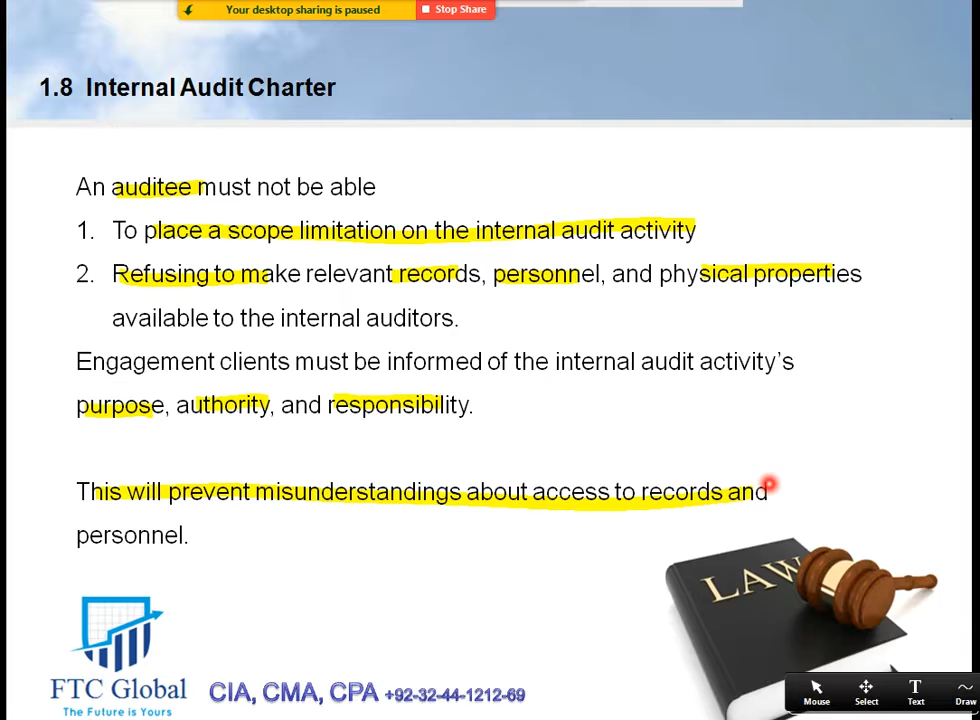 Your desktop sharing is paused Stop Share
1.8 Internal Audit Charter
An auditee must not be able
1. To place a scope limitation on the internal audit activity
2. Refusing to make relevant records, personnel, and physical properties
available to the internal auditors.
Engagement clients must be informed of the internal audit activity’s
purpose, authority, and responsibility.
This will prevent misunderstandings about access to records and
personnel.
LAW
FTC Global
The Future is Yours
CIA, CMA, CPA +92-32-44-1212-69
Mouse Select Text Draw